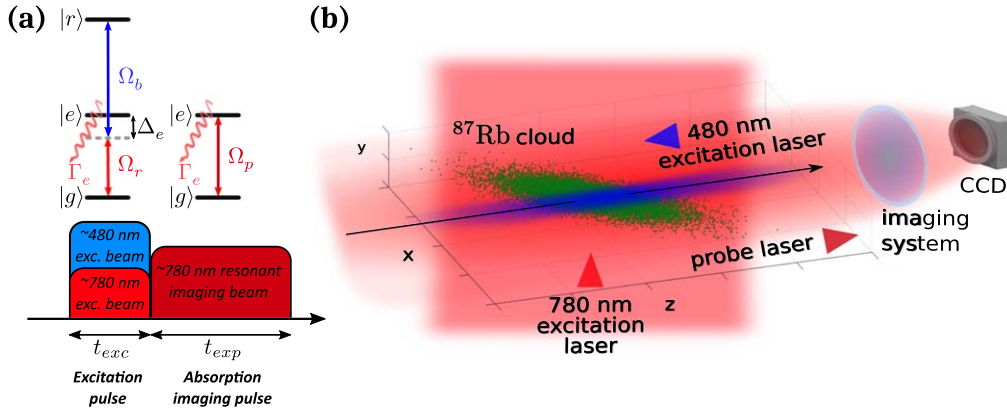 (a)
|r⟩
Ω_b
|e⟩
Δ_e
Γ_e
Ω_r
|g⟩
|e⟩
Γ_e
Ω_p
|g⟩
~480 nm
exc. beam
~780 nm
exc. beam
~780 nm resonant
imaging beam
t_exc
t_exp
Excitation
pulse
Absorption
imaging pulse
(b)
y
⁸⁷Rb cloud
480 nm
excitation laser
CCD
imaging
system
x
probe laser
780 nm
excitation
laser
z